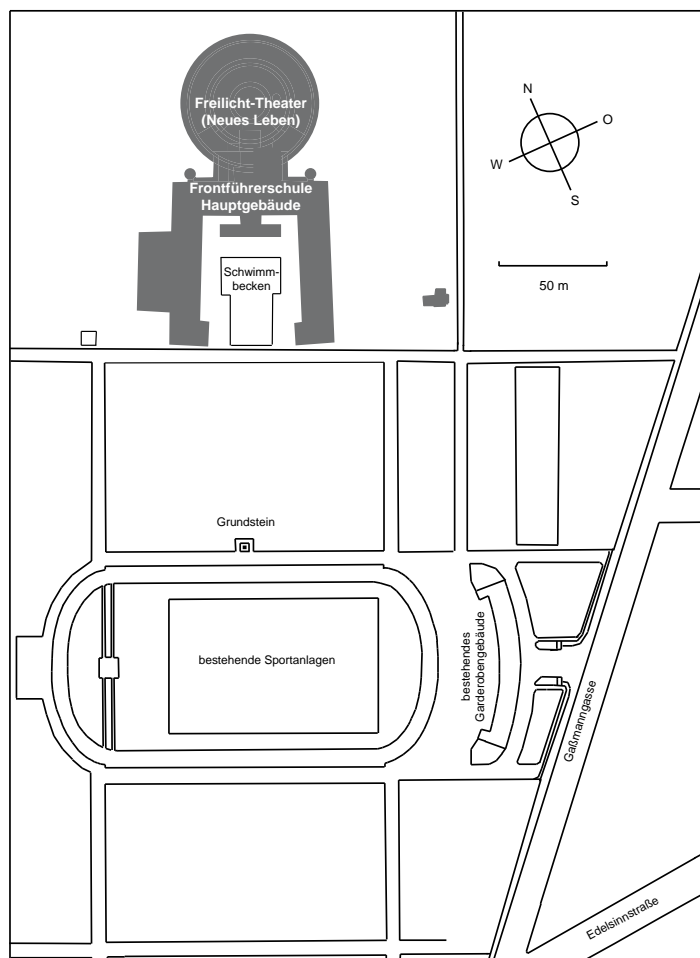 Freilicht-Theater
(Neues Leben)
N
O
W
S
Frontführerschule
Hauptgebäude
Schwimm-
becken
50 m
Grundstein
bestehende Sportanlagen
bestehendes
Garderobengebäude
Gaßmanngasse
Edelsinnstraße